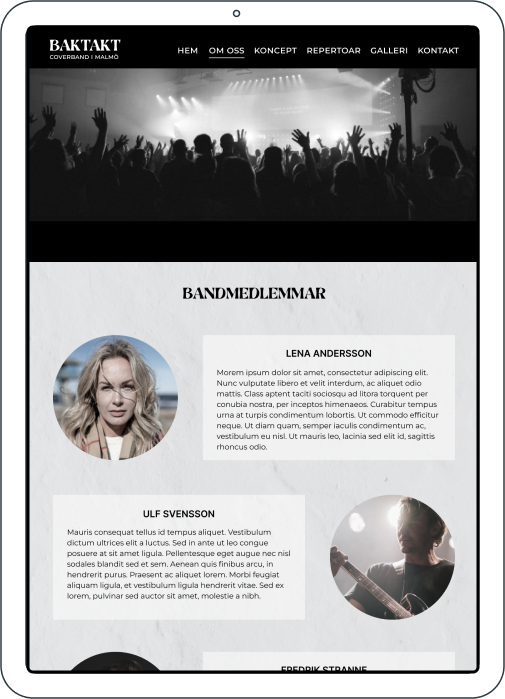 BAKTAKT
COVERBAND I MALMÖ
HEM OM OSS KONCEPT REPERTOAR GALLERI KONTAKT
BANDMEDLEMMAR
LENA ANDERSSON
Morem ipsum dolor sit amet, consectetur adipiscing elit.
Nunc vulputate libero et velit interdum, ac aliquet odio
mattis. Class aptent taciti sociosqu ad litora torquent per
conubia nostra, per inceptos himenaeos. Curabitur tempus
urna at turpis condimentum lobortis. Ut commodo efficitur
neque. Ut diam quam, semper iaculis condimentum ac,
vestibulum eu nisl. Ut mauris leo, lacinia sed elit id, sagittis
rhoncus odio.
ULF SVENSSON
Mauris consequat tellus id tempus aliquet. Vestibulum
dictum ultrices elit a luctus. Sed in ante ut leo congue
posuere at sit amet ligula. Pellentesque eget augue nec nisl
sodales blandit sed et sem. Aenean quis finibus arcu, in
hendrerit purus. Praesent ac aliquet lorem. Morbi feugiat
aliquam ligula, et vestibulum ligula hendrerit vitae. Sed ex
lorem, pulvinar sed auctor sit amet, molestie a nibh.
FREDRIK STRANNE